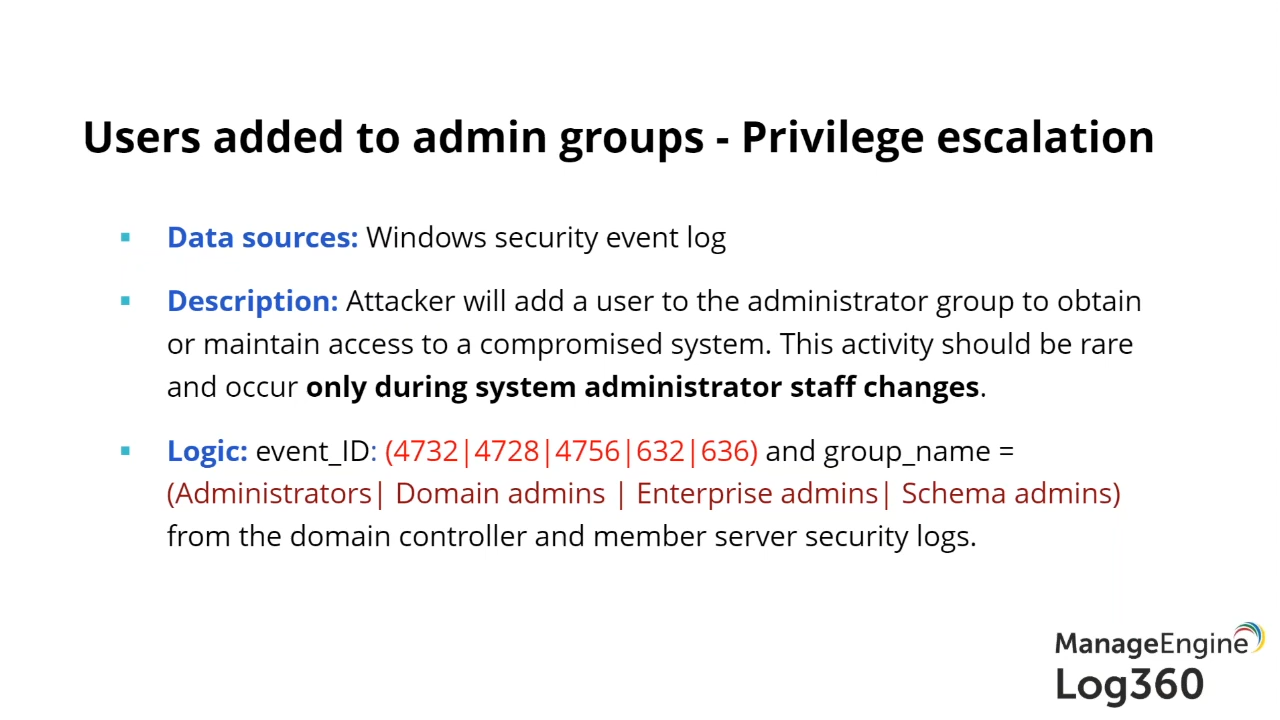 Users added to admin groups - Privilege escalation
▪ Data sources: Windows security event log
▪ Description: Attacker will add a user to the administrator group to obtain
or maintain access to a compromised system. This activity should be rare
and occur only during system administrator staff changes.
▪ Logic: event_ID: (4732|4728|4756|632|636) and group_name =
(Administrators| Domain admins | Enterprise admins| Schema admins)
from the domain controller and member server security logs.
ManageEngine
Log360